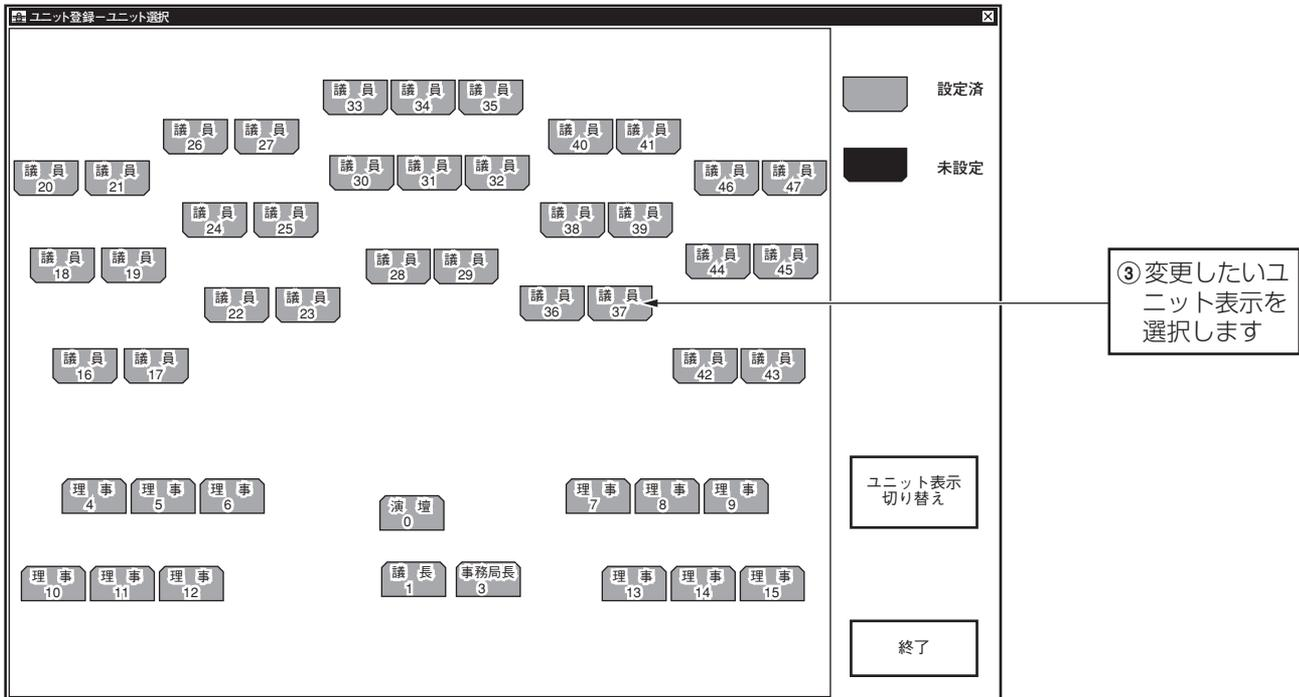 ユニット登録－ユニット選択
議 員 33
議 員 34
議 員 35
設定済
議 員 26
議 員 27
議 員 40
議 員 41
議 員 20
議 員 21
議 員 30
議 員 31
議 員 32
議 員 46
議 員 47
未設定
議 員 24
議 員 25
議 員 38
議 員 39
議 員 18
議 員 19
議 員 28
議 員 29
議 員 44
議 員 45
議 員 22
議 員 23
議 員 36
議 員 37
③変更したいユ
ニット表示を
選択します
議 員 16
議 員 17
議 員 42
議 員 43
理 事 4
理 事 5
理 事 6
演 壇 0
理 事 7
理 事 8
理 事 9
ユニット表示
切り替え
理 事 10
理 事 11
理 事 12
議 長 1
事務局長 3
理 事 13
理 事 14
理 事 15
終了